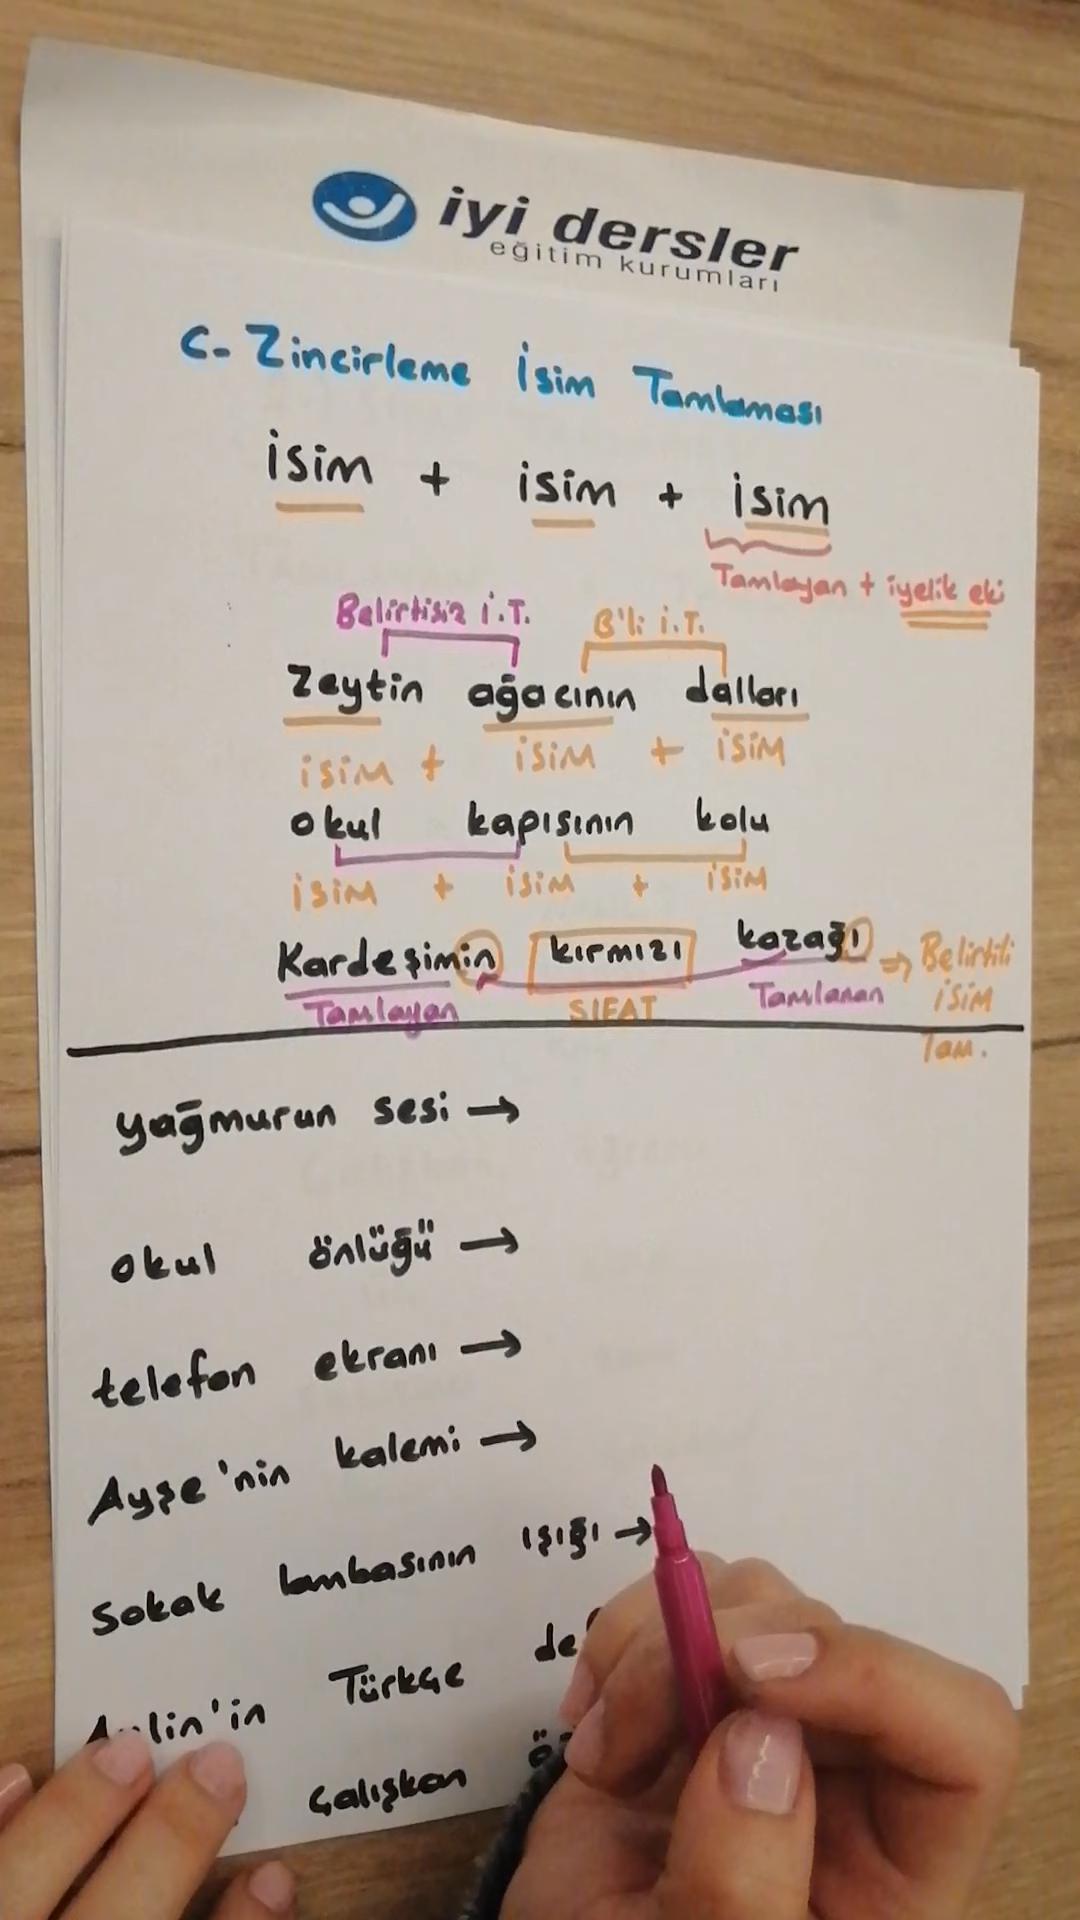 iyi dersler
eğitim kurumları
C- Zincirleme İsim Tamlaması
isim + isim + isim
Tamlayan + iyelik eki
Belirtisiz i.T. B'li i.T.
Zeytin ağacının dalları
isim + isim + isim
okul kapısının kolu
isim + isim + isim
Kardeşimin kırmızı kazağı => Belirtili
Tamlayan SIFAT Tamlanan isim
Tam.
yağmurun sesi →
okul önlüğü →
telefon ekranı →
Ayşe'nin kalemi →
Sokak lambasının ışığı →
Türkçe
Çalışkan